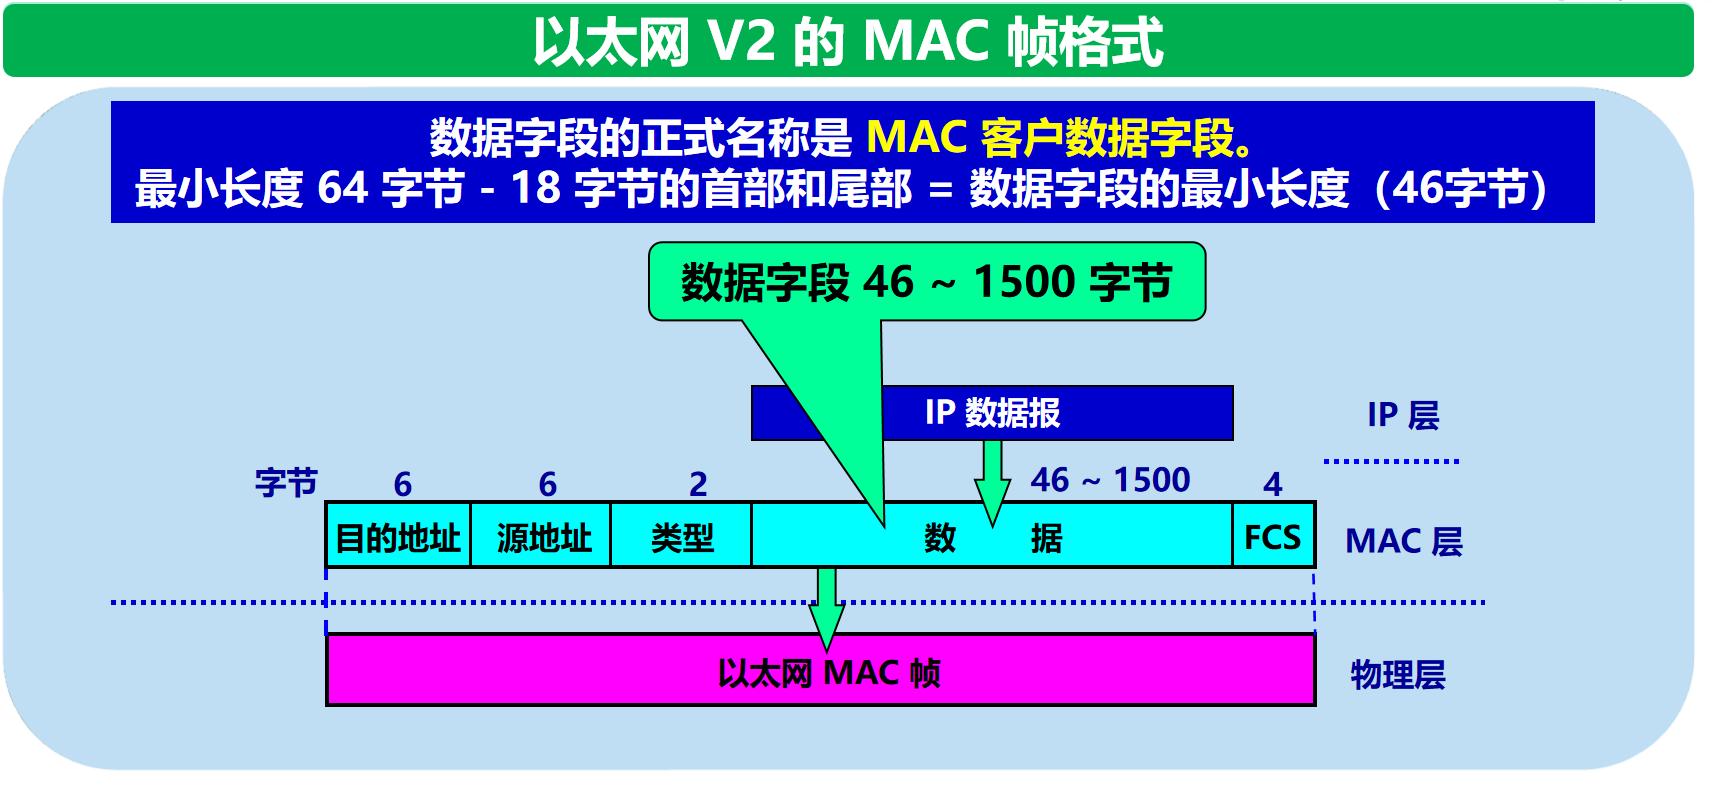 以太网 V2 的 MAC 帧格式
数据字段的正式名称是 MAC 客户数据字段。
最小长度 64 字节 - 18 字节的首部和尾部 = 数据字段的最小长度（46字节）
数据字段 46 ~ 1500 字节
IP 数据报
IP 层
字节
6
6
2
46 ~ 1500
4
目的地址
源地址
类型
数 据
FCS
MAC 层
以太网 MAC 帧
物理层